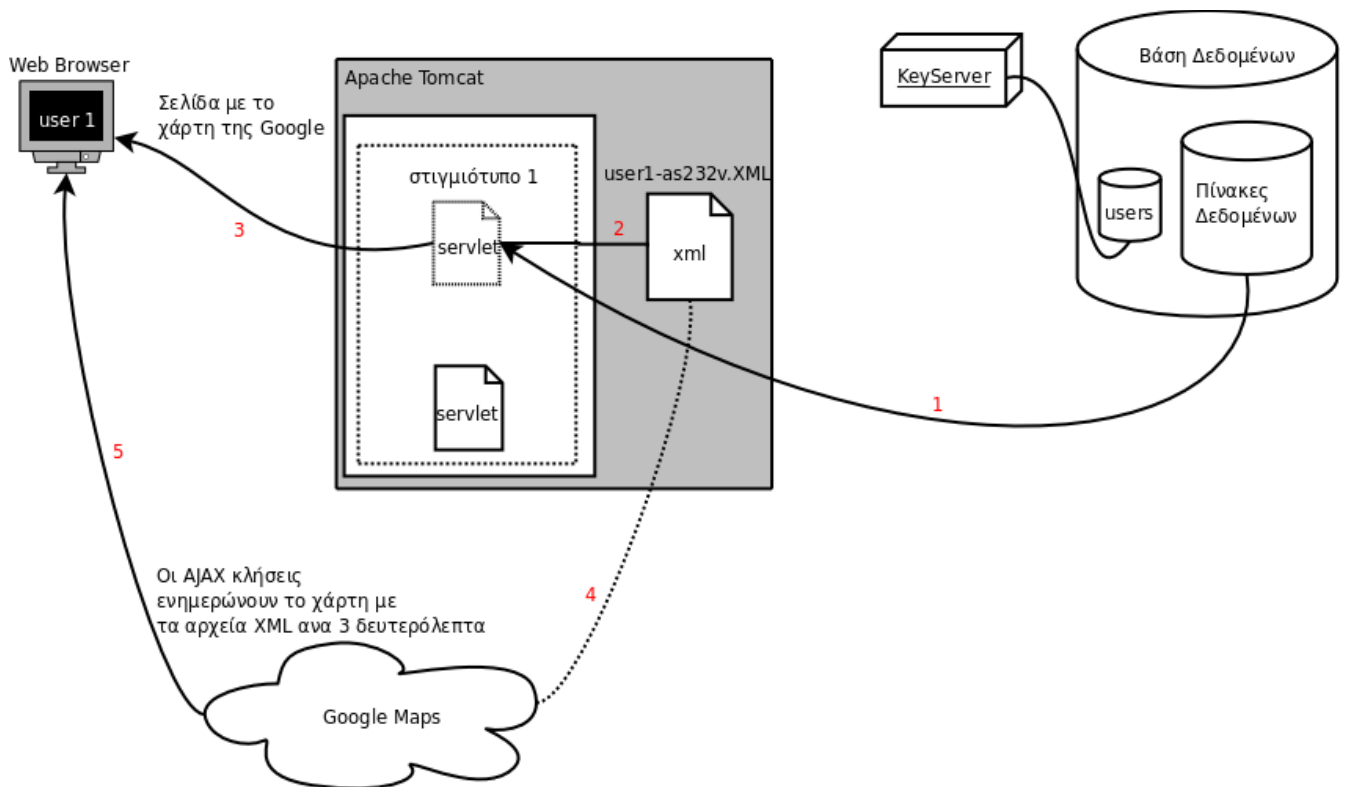 Web Browser
user 1
Σελίδα με το
χάρτη της Google
3
Apache Tomcat
στιγμιότυπο 1
servlet
servlet
2
user1-as232v.XML
xml
KeyServer
Βάση Δεδομένων
users
Πίνακες
Δεδομένων
1
5
4
Οι AJAX κλήσεις
ενημερώνουν το χάρτη με
τα αρχεία XML ανα 3 δευτερόλεπτα
Google Maps